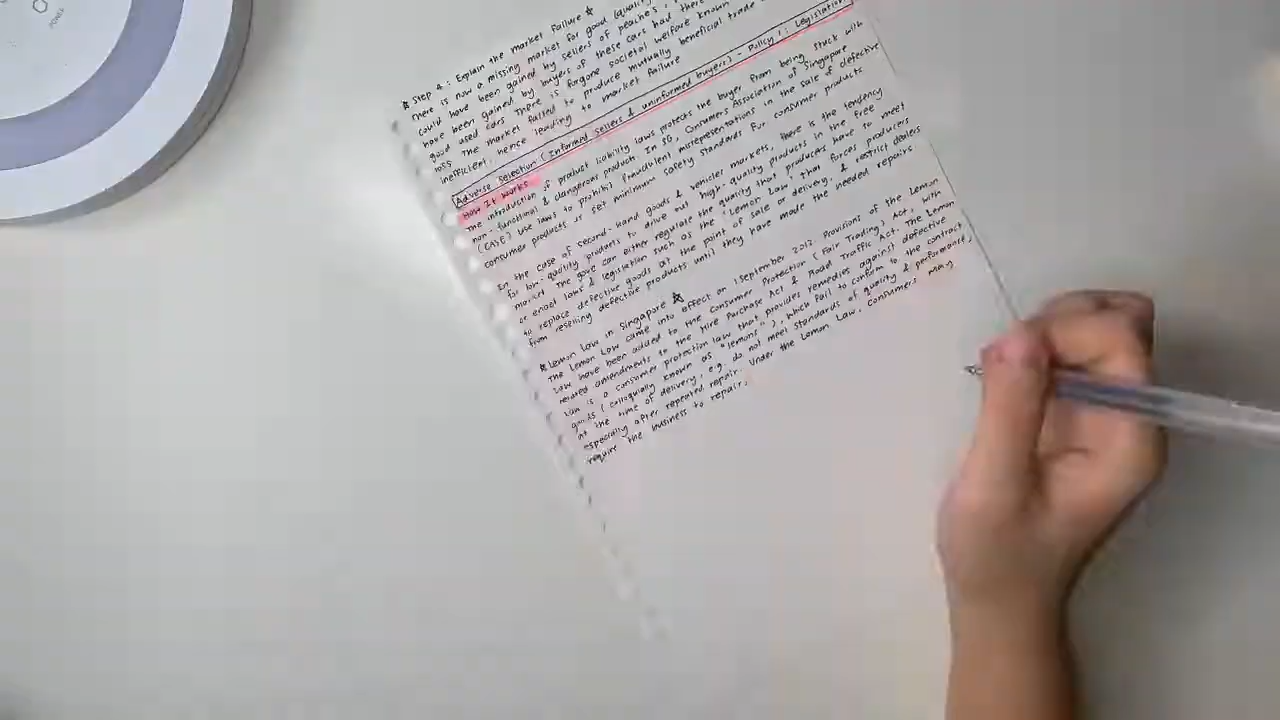 POWER
★ Step 4: Explain the market failure ★
There is now a missing market for good (quality
could have been gained by sellers of peaches
have been gained by buyers of these cars had there
good used cars. There is forgone societal welfare known
loss. The market failed to produce mutually beneficial trade
inefficient, hence leading to market failure
Adverse Selection (Informed sellers & uninformed buyers) - Policy 1: Legislation
How It Works
The introduction of product liability laws protects the buyer from being stuck with
non-functional & dangerous product. In SG, Consumers Association of Singapore
(CASE) use laws to prohibit fraudulent misrepresentations in the sale of defective
consumer products or set minimum safety standards for consumer products.
In the case of second-hand goods & vehicle markets, there is the tendency
for low-quality products to drive out high-quality products in the free
market. The govt can either regulate the quality that producers have to meet
or enact laws & legislation such as the 'Lemon Law' that forces producers
to replace defective goods at the point of sale or delivery, & restrict dealers
from reselling defective products until they have made the needed repairs.
★ Lemon Law in Singapore ★
The Lemon Law came into effect on 1 September 2012. Provisions of the Lemon
Law have been added to the Consumer Protection (Fair Trading) Act, with
related amendments to the Hire Purchase Act & Road Traffic Act. The Lemon
Law is a consumer protection law that provides remedies against defective
goods (colloquially known as "lemons"), which fail to conform to the contract
at the time of delivery, e.g. do not meet standards of quality & performance,
especially after repeated repair. Under the Lemon Law, consumers may
require the business to repair,